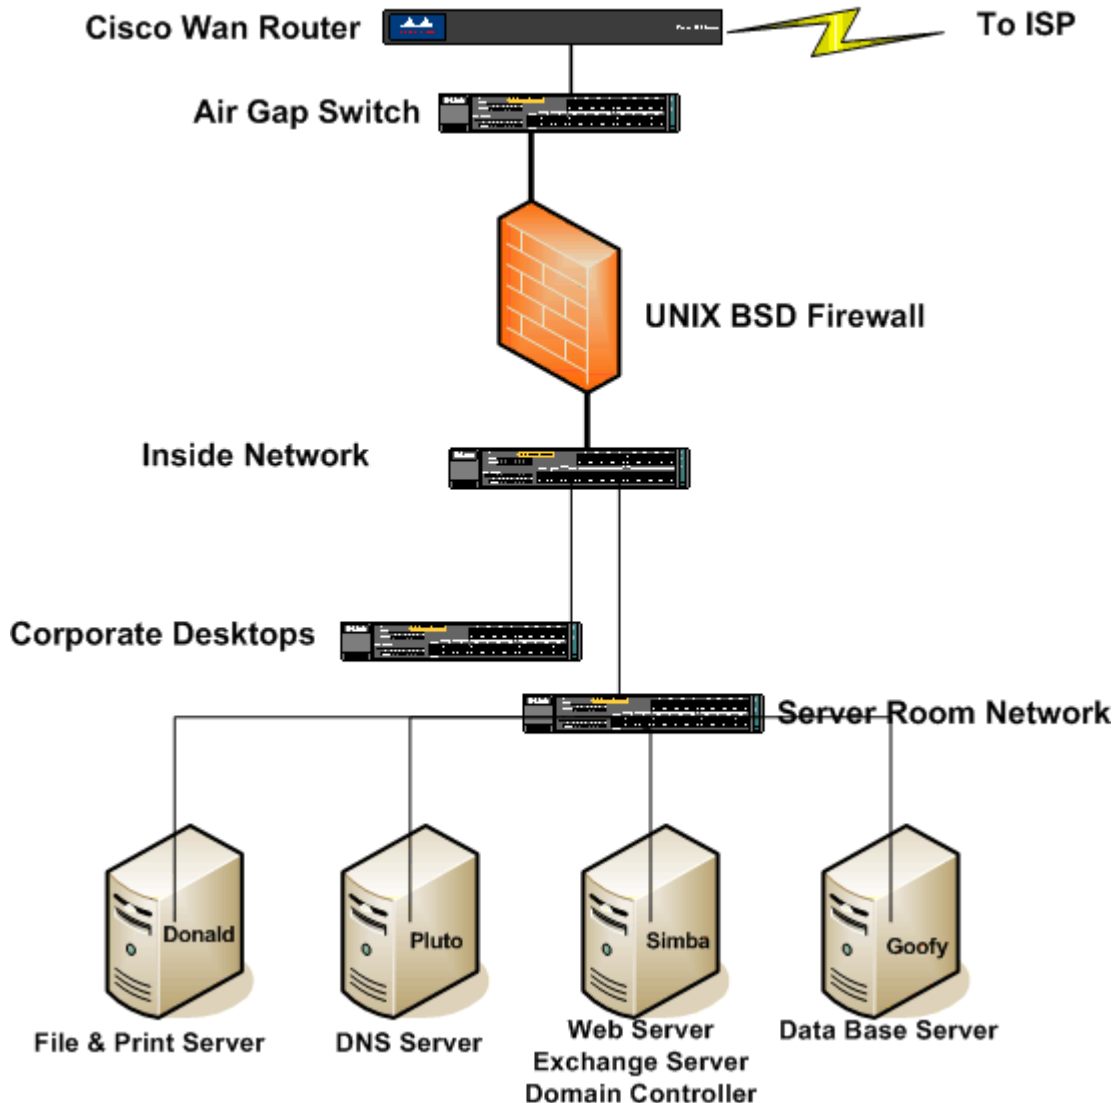 Cisco Wan Router
To ISP
Air Gap Switch
UNIX BSD Firewall
Inside Network
Corporate Desktops
Server Room Network
Donald
Pluto
Simba
Goofy
File & Print Server
DNS Server
Web Server
Exchange Server
Domain Controller
Data Base Server